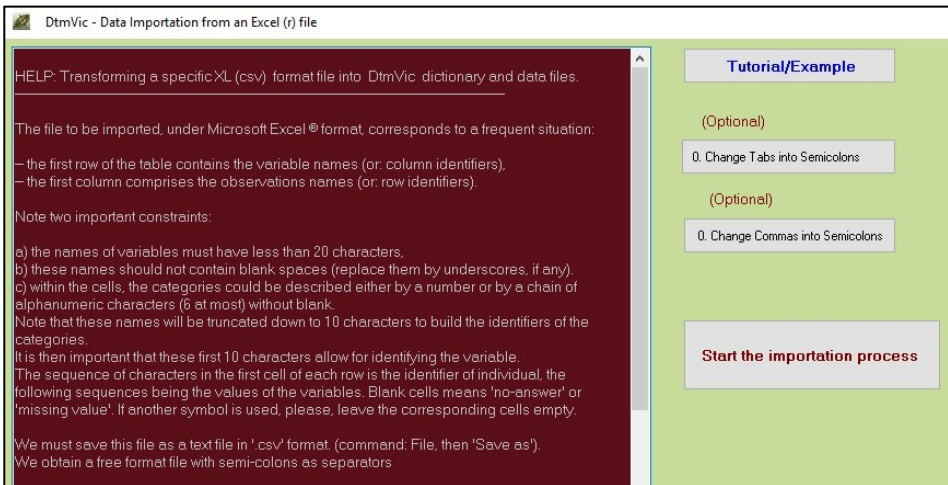 DtmVic - Data Importation from an Excel (r) file
HELP: Transforming a specific XL (csv) format file into DtmVic dictionary and data files.
The file to be imported, under Microsoft Excel ® format, corresponds to a frequent situation:
– the first row of the table contains the variable names (or: column identifiers),
– the first column comprises the observations names (or: row identifiers).
Note two important constraints:
a) the names of variables must have less than 20 characters,
b) these names should not contain blank spaces (replace them by underscores, if any).
c) within the cells, the categories could be described either by a number or by a chain of
alphanumeric characters (6 at most) without blank.
Note that these names will be truncated down to 10 characters to build the identifiers of the
categories.
It is then important that these first 10 characters allow for identifying the variable.
The sequence of characters in the first cell of each row is the identifier of individual, the
following sequences being the values of the variables. Blank cells means 'no-answer' or
'missing value'. If another symbol is used, please, leave the corresponding cells empty.
We must save this file as a text file in '.csv' format. (command: File, then 'Save as').
We obtain a free format file with semi-colons as separators
Tutorial/Example
(Optional)
0. Change Tabs into Semicolons
(Optional)
0. Change Commas into Semicolons
Start the importation process